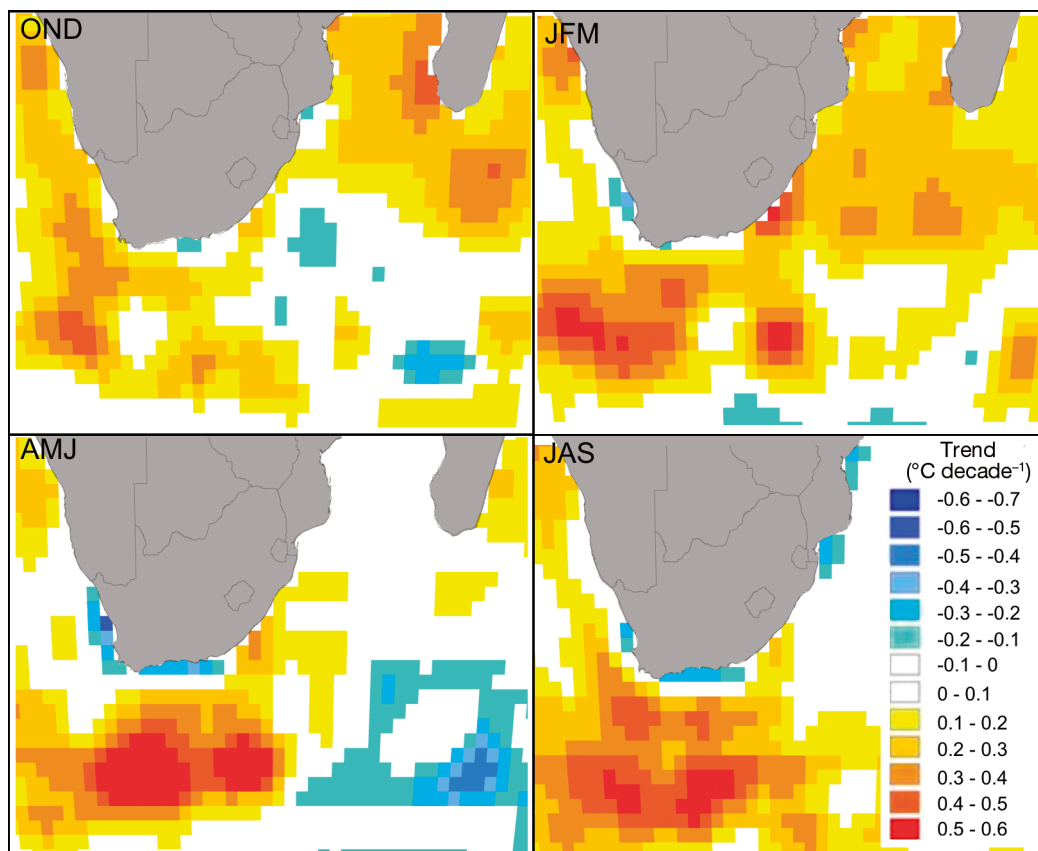 OND
JFM
AMJ
JAS
Trend
(°C decade⁻¹)
-0.6 - -0.7
-0.6 - -0.5
-0.5 - -0.4
-0.4 - -0.3
-0.3 - -0.2
-0.2 - -0.1
-0.1 - 0
0 - 0.1
0.1 - 0.2
0.2 - 0.3
0.3 - 0.4
0.4 - 0.5
0.5 - 0.6